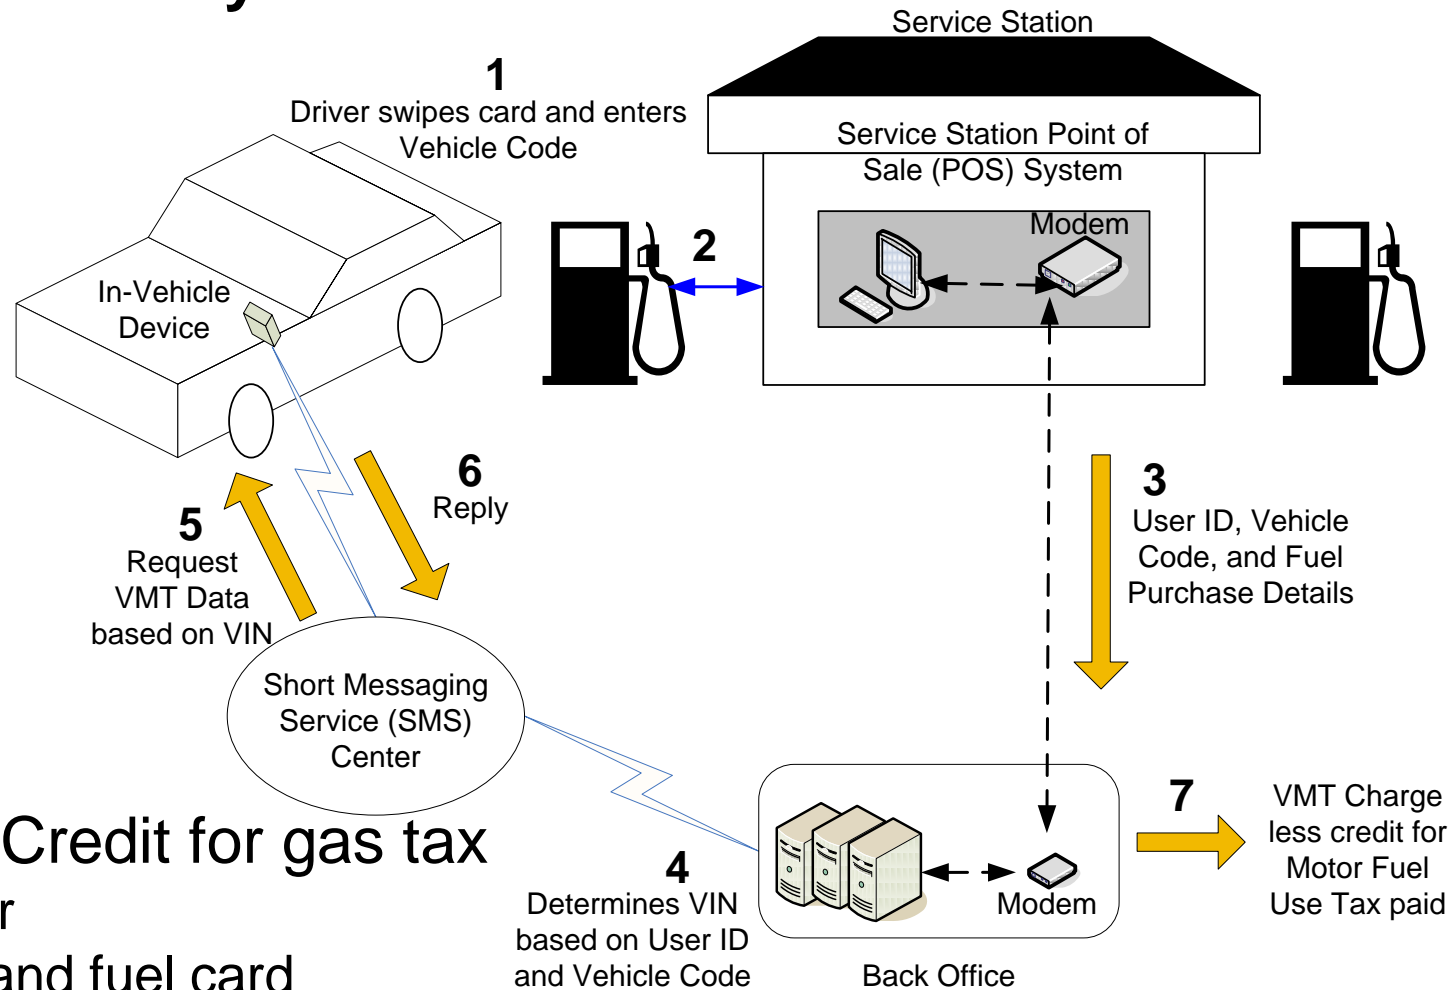 Service Station
1
Driver swipes card and enters
Vehicle Code
Service Station Point of
Sale (POS) System
Modem
2
In-Vehicle
Device
6
Reply
5
Request
VMT Data
based on VIN
3
User ID, Vehicle
Code, and Fuel
Purchase Details
Short Messaging
Service (SMS)
Center
7
VMT Charge
less credit for
Motor Fuel
Use Tax paid
Credit for gas tax
r
and fuel card
4
Determines VIN
based on User ID
and Vehicle Code
Modem
Back Office